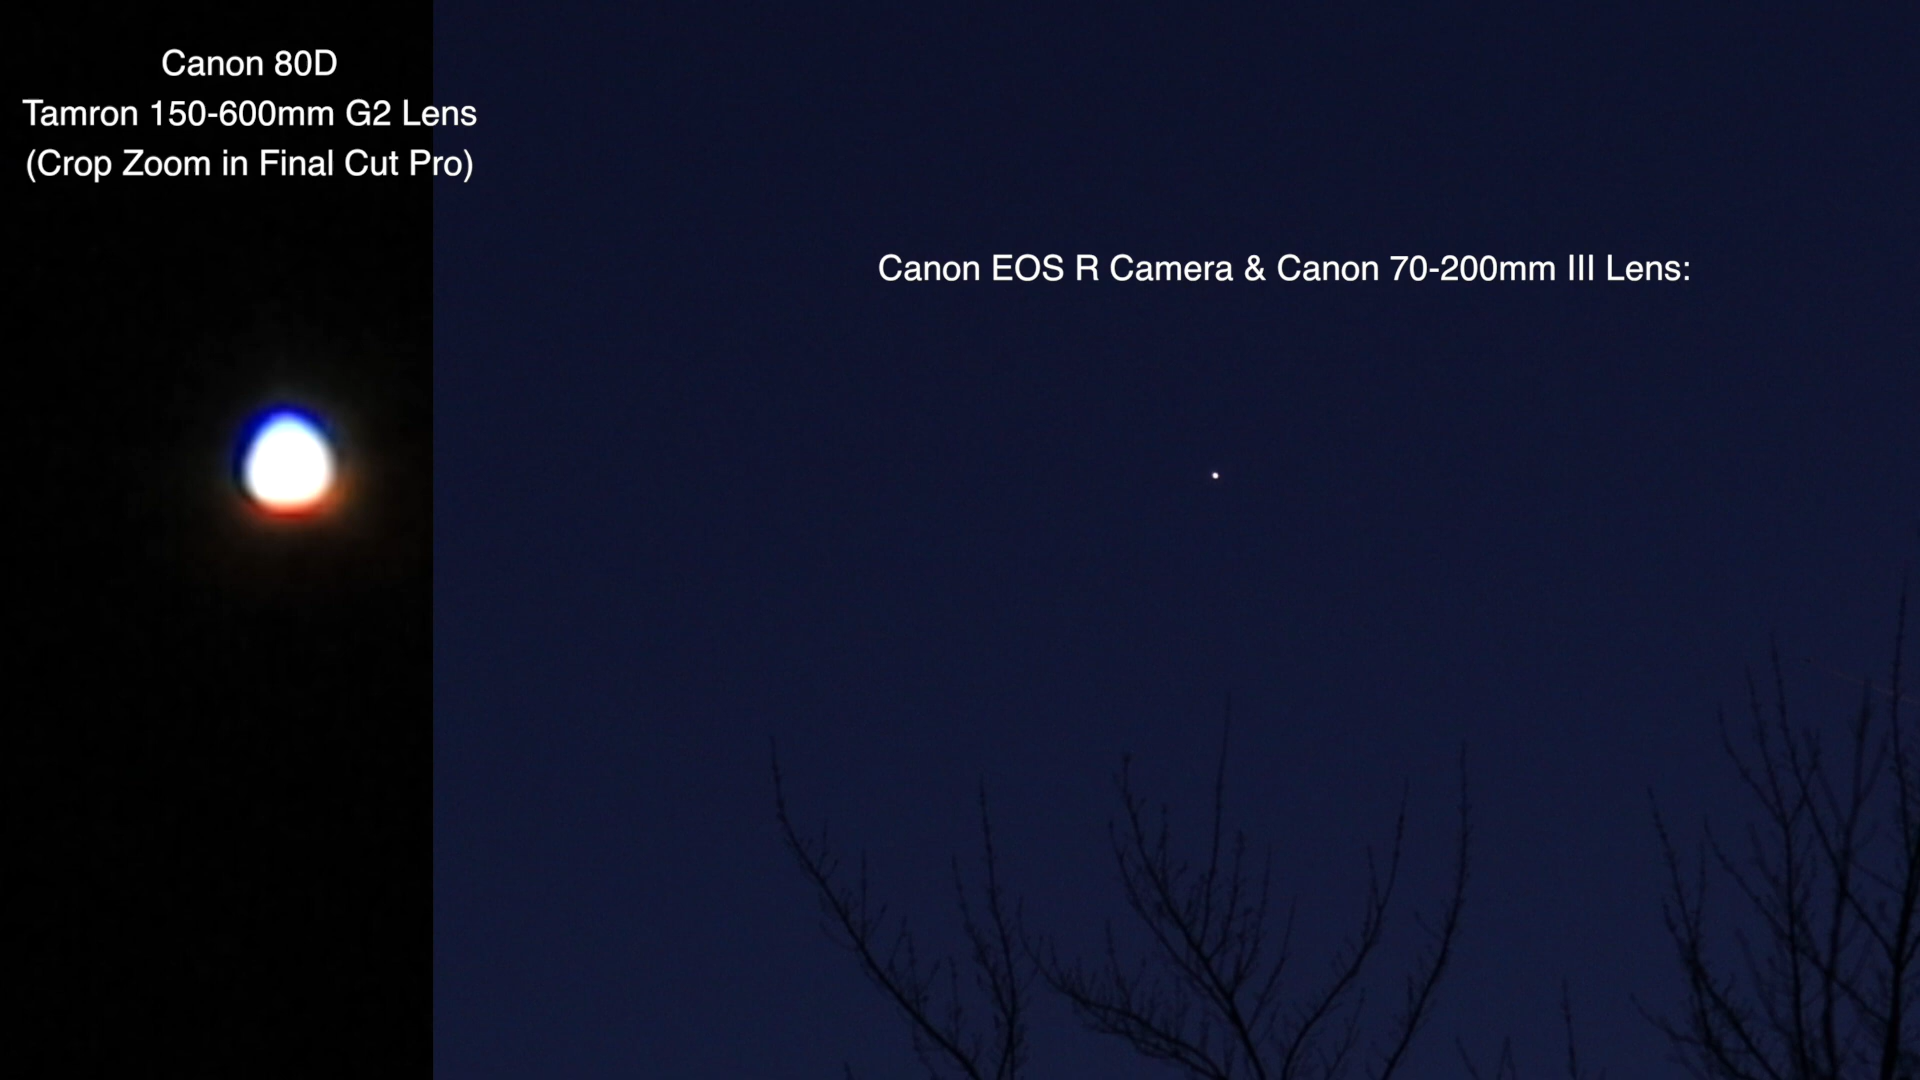 Canon 80D
Tamron 150-600mm G2 Lens
(Crop Zoom in Final Cut Pro)
Canon EOS R Camera & Canon 70-200mm III Lens: